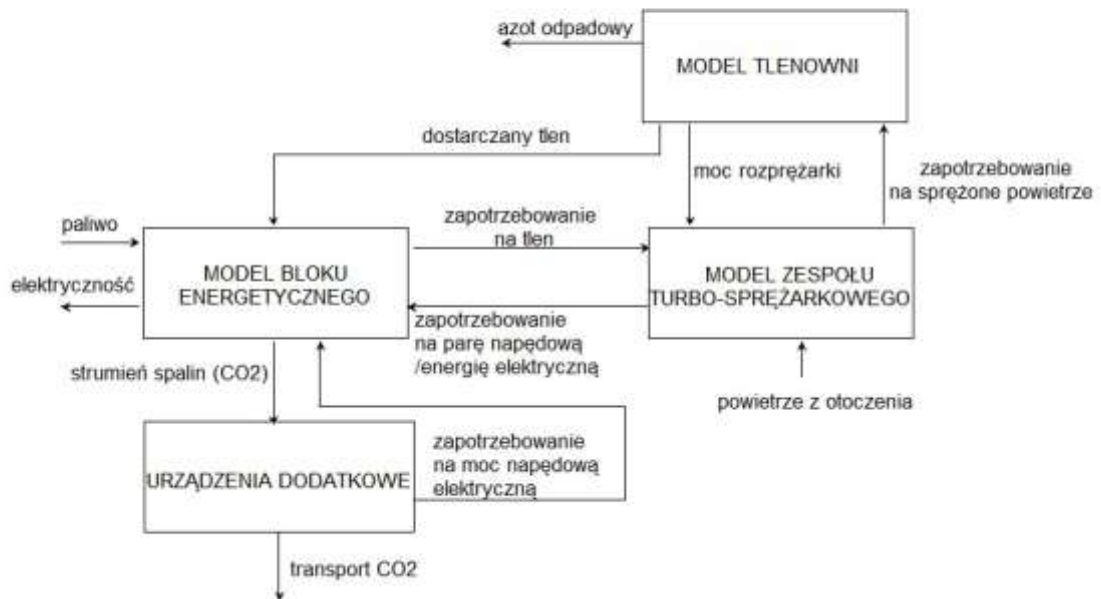 azot odpadowy
MODEL TLENOWNI
dostarczany tlen
moc rozprężarki
zapotrzebowanie
na sprężone powietrze
paliwo
zapotrzebowanie
na tlen
elektryczność
MODEL BLOKU
ENERGETYCZNEGO
MODEL ZESPOŁU
TURBO-SPRĘŻARKOWEGO
zapotrzebowanie
na parę napędową
/energię elektryczną
strumień spalin (CO2)
powietrze z otoczenia
URZĄDZENIA DODATKOWE
zapotrzebowanie
na moc napędową
elektryczną
transport CO2